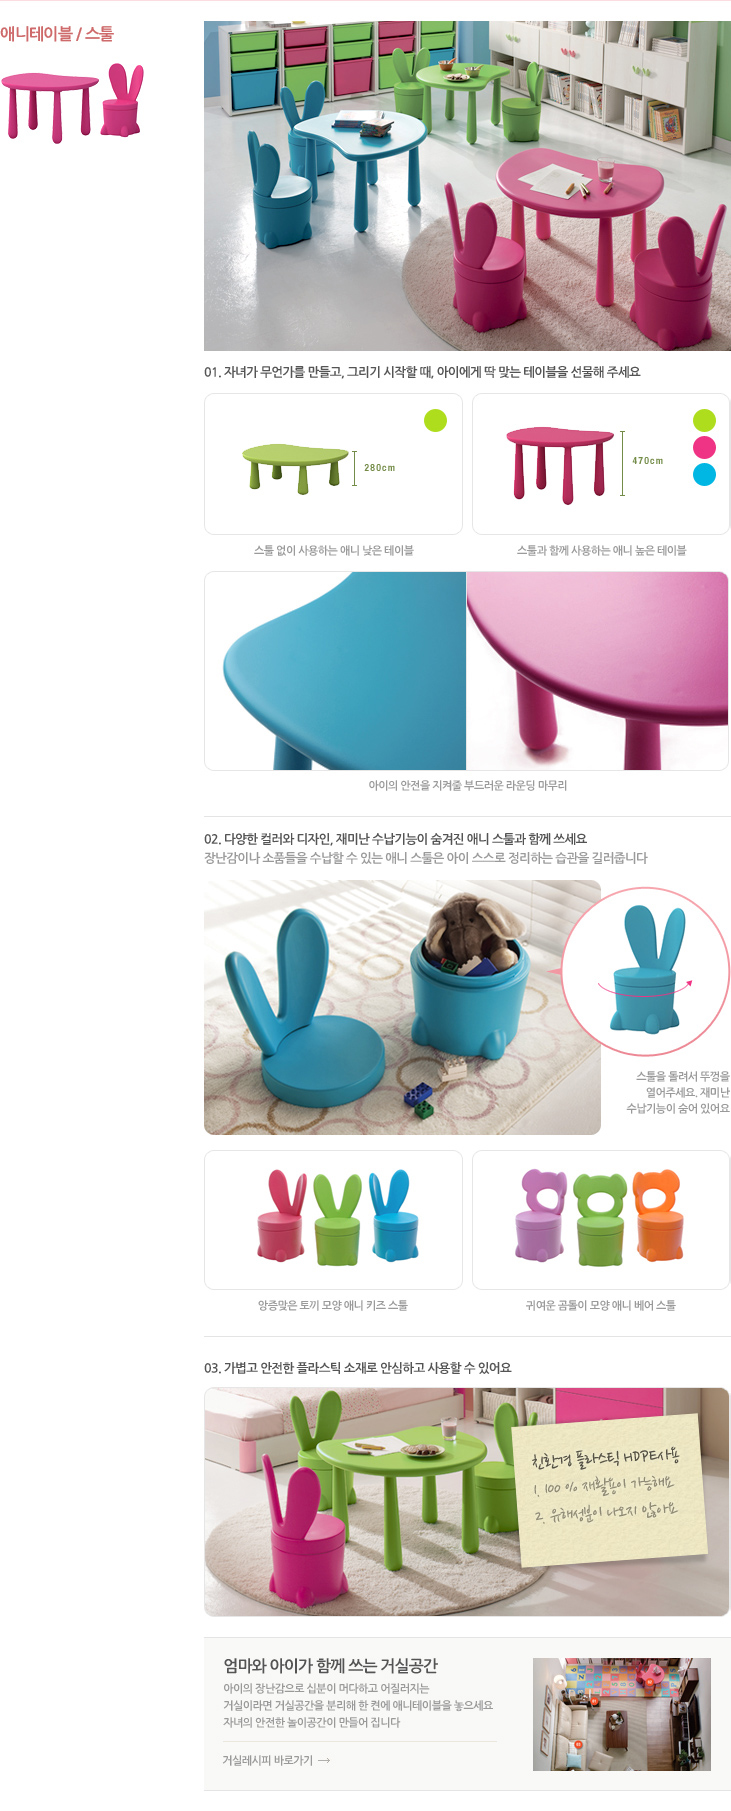 애니테이블 / 스툴
01. 자녀가 무언가를 만들고, 그리기 시작할 때, 아이에게 딱 맞는 테이블을 선물해 주세요
280cm
470cm
스툴 없이 사용하는 애니 낮은 테이블
스툴과 함께 사용하는 애니 높은 테이블
아이의 안전을 지켜줄 부드러운 라운딩 마무리
02. 다양한 컬러와 디자인, 재미난 수납기능이 숨겨진 애니 스툴과 함께 쓰세요
장난감이나 소품들을 수납할 수 있는 애니 스툴은 아이 스스로 정리하는 습관을 길러줍니다
스툴을 돌려서 뚜껑을
열어주세요. 재미난
수납기능이 숨어 있어요
앙증맞은 토끼 모양 애니 키즈 스툴
귀여운 곰돌이 모양 애니 베어 스툴
03. 가볍고 안전한 플라스틱 소재로 안심하고 사용할 수 있어요
친환경 플라스틱 HDPE사용
1. 100 % 재활용이 가능해요
2. 유해성분이 나오지 않아요
엄마와 아이가 함께 쓰는 거실공간
아이의 장난감으로 십분이 머다하고 어질러지는
거실이라면 거실공간을 분리해 한 켠에 애니테이블을 놓으세요
자녀의 안전한 놀이공간이 만들어 집니다
거실레시피 바로가기 →